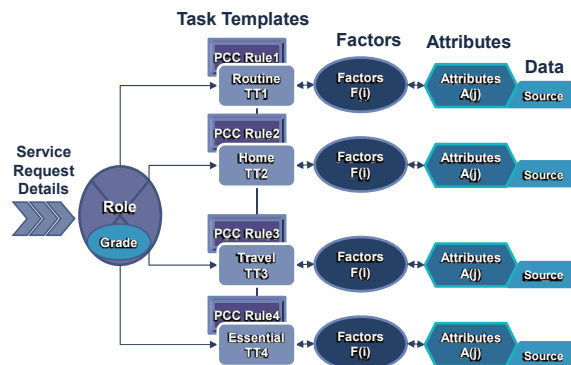 Task Templates
Factors
Attributes
Data
PCC Rule1
Routine
TT1
Factors
F(i)
Attributes
A(j)
Source
PCC Rule2
Home
TT2
Factors
F(i)
Attributes
A(j)
Source
Service
Request
Details
Role
Grade
PCC Rule3
Travel
TT3
Factors
F(i)
Attributes
A(j)
Source
PCC Rule4
Essential
TT4
Factors
F(i)
Attributes
A(j)
Source